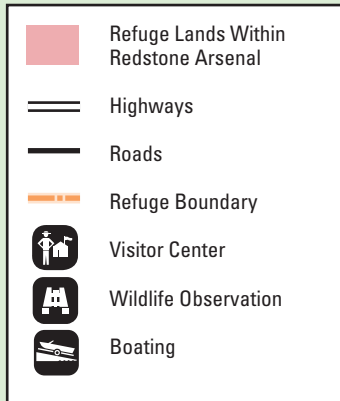 Refuge Lands Within
Redstone Arsenal
Highways
Roads
Refuge Boundary
Visitor Center
Wildlife Observation
Boating